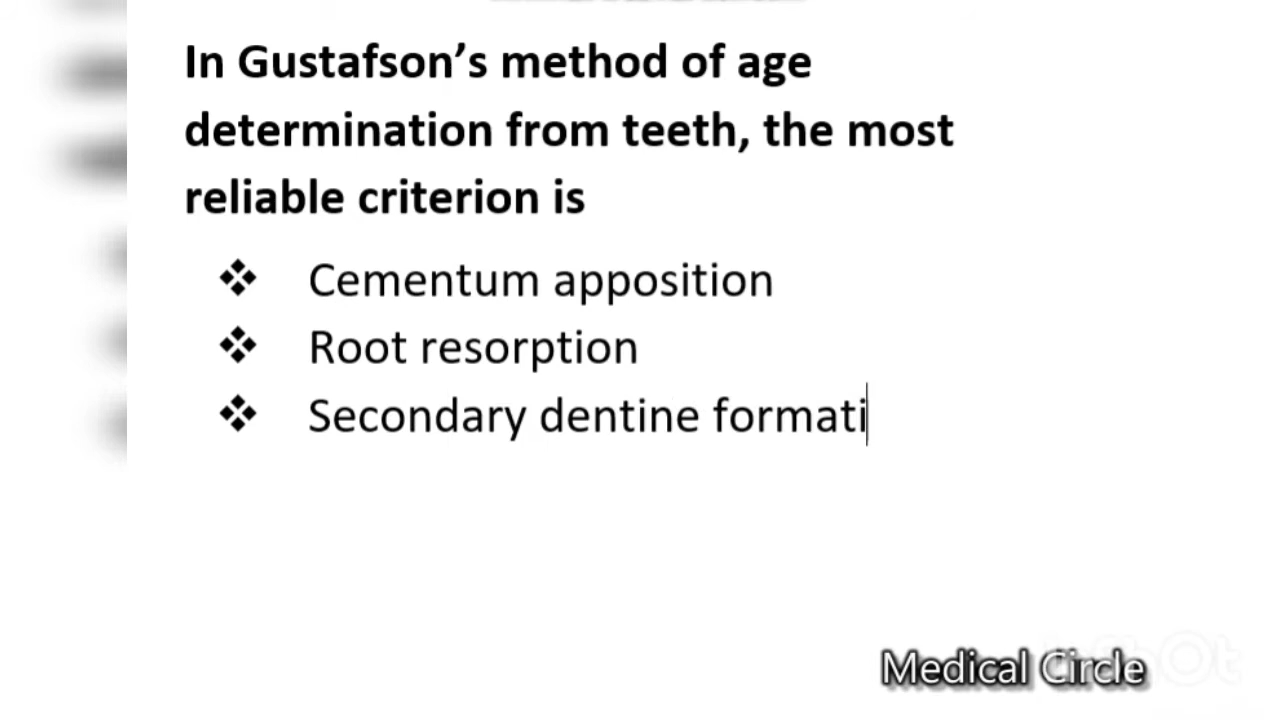 In Gustafson’s method of age
determination from teeth, the most
reliable criterion is
❖ Cementum apposition
❖ Root resorption
❖ Secondary dentine formati
Medical Circle